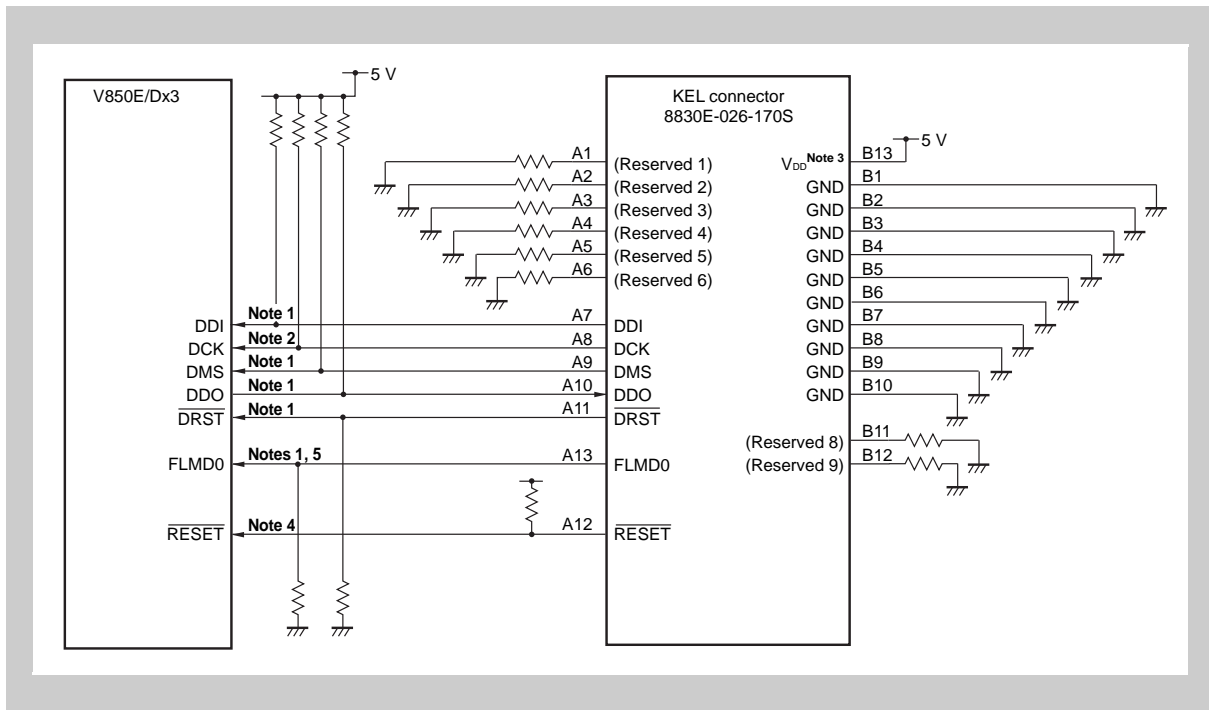 V850E/Dx3
5 V
KEL connector
8830E-026-170S
5 V
A1 (Reserved 1) VDD Note 3 B13
A2 (Reserved 2) GND B1
A3 (Reserved 3) GND B2
A4 (Reserved 4) GND B3
A5 (Reserved 5) GND B4
A6 (Reserved 6) GND B5
GND B6
DDI Note 1 A7 DDI GND B7
DCK Note 2 A8 DCK GND B8
DMS Note 1 A9 DMS GND B9
DDO Note 1 A10 DDO GND B10
DRST Note 1 A11 DRST
(Reserved 8) B11
FLMD0 Notes 1, 5 A13 FLMD0 (Reserved 9) B12
RESET Note 4 A12 RESET